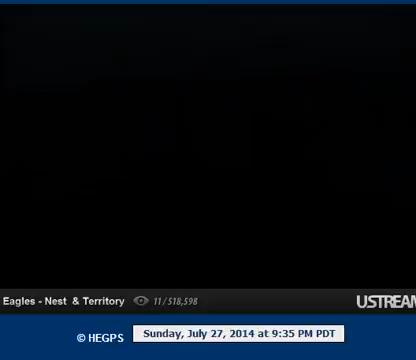 Eagles - Nest & Territory 11 / 518,598 USTREAM
© HEGPS Sunday, July 27, 2014 at 9:35 PM PDT